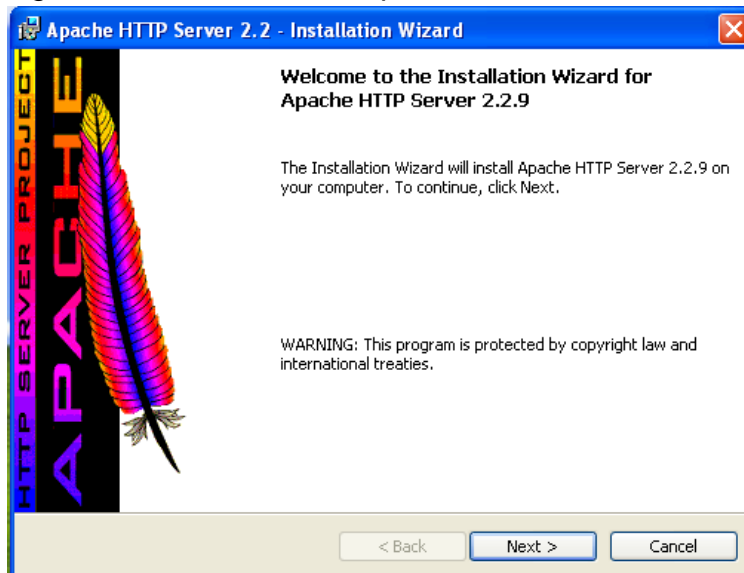 Apache HTTP Server 2.2 - Installation Wizard
HTTP SERVER PROJECT
APACHE
Welcome to the Installation Wizard for
Apache HTTP Server 2.2.9
The Installation Wizard will install Apache HTTP Server 2.2.9 on
your computer. To continue, click Next.
WARNING: This program is protected by copyright law and
international treaties.
< Back
Next >
Cancel